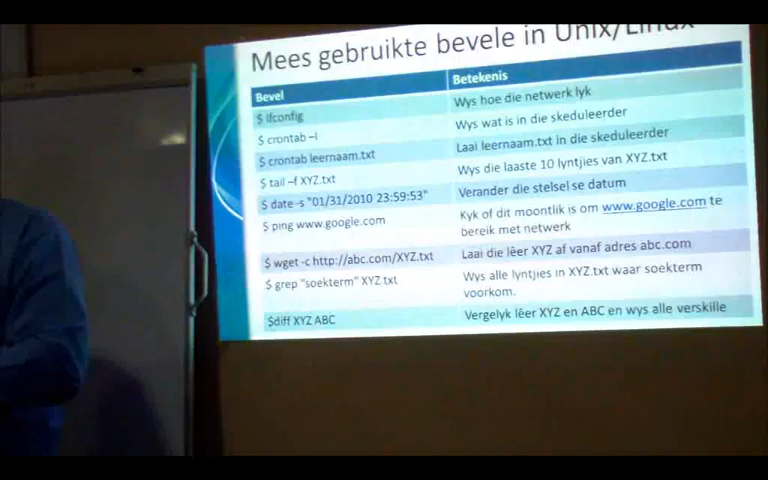 Mees gebruikte bevele in Unix/Linux
Bevel Betekenis
$ ifconfig Wys hoe die netwerk lyk
$ crontab –l Wys wat is in die skeduleerder
$ crontab leernaam.txt Laai leernaam.txt in die skeduleerder
$ tail –f XYZ.txt Wys die laaste 10 lyntjies van XYZ.txt
$ date -s "01/31/2010 23:59:53" Verander die stelsel se datum
$ ping www.google.com Kyk of dit moontlik is om www.google.com te
bereik met netwerk
$ wget -c http://abc.com/XYZ.txt Laai die lêer XYZ af vanaf adres abc.com
$ grep "soekterm" XYZ.txt Wys alle lyntjies in XYZ.txt waar soekterm
voorkom.
$diff XYZ ABC Vergelyk lêer XYZ en ABC en wys alle verskille